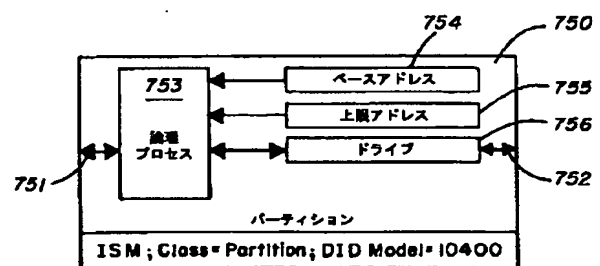 754
750
753
ベースアドレス
755
上限アドレス
756
論理
プロセス
ドライブ
751
752
パーティション
ISM; Class=Partition; DID Model=10400